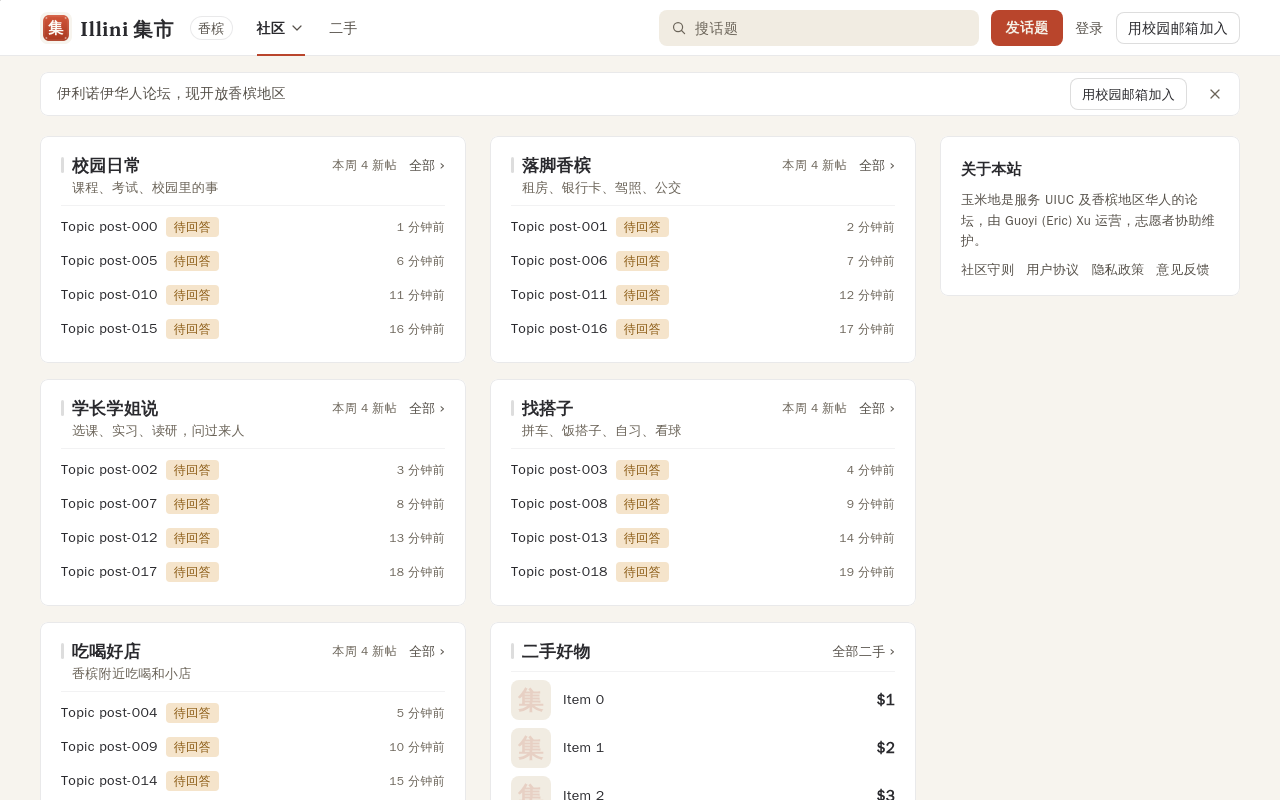 集 Illini 集市 香槟 社区 二手 搜话题 发话题 登录 用校园邮箱加入
伊利诺伊华人论坛，现开放香槟地区 用校园邮箱加入
校园日常 本周 4 新帖 全部 ›
课程、考试、校园里的事
Topic post-000 待回答 1 分钟前
Topic post-005 待回答 6 分钟前
Topic post-010 待回答 11 分钟前
Topic post-015 待回答 16 分钟前
落脚香槟 本周 4 新帖 全部 ›
租房、银行卡、驾照、公交
Topic post-001 待回答 2 分钟前
Topic post-006 待回答 7 分钟前
Topic post-011 待回答 12 分钟前
Topic post-016 待回答 17 分钟前
关于本站
玉米地是服务 UIUC 及香槟地区华人的论
坛，由 Guoyi (Eric) Xu 运营，志愿者协助维
护。
社区守则 用户协议 隐私政策 意见反馈
学长学姐说 本周 4 新帖 全部 ›
选课、实习、读研，问过来人
Topic post-002 待回答 3 分钟前
Topic post-007 待回答 8 分钟前
Topic post-012 待回答 13 分钟前
Topic post-017 待回答 18 分钟前
找搭子 本周 4 新帖 全部 ›
拼车、饭搭子、自习、看球
Topic post-003 待回答 4 分钟前
Topic post-008 待回答 9 分钟前
Topic post-013 待回答 14 分钟前
Topic post-018 待回答 19 分钟前
吃喝好店 本周 4 新帖 全部 ›
香槟附近吃喝和小店
Topic post-004 待回答 5 分钟前
Topic post-009 待回答 10 分钟前
Topic post-014 待回答 15 分钟前
二手好物 全部二手 ›
集 Item 0 $1
集 Item 1 $2
集 Item 2 $3